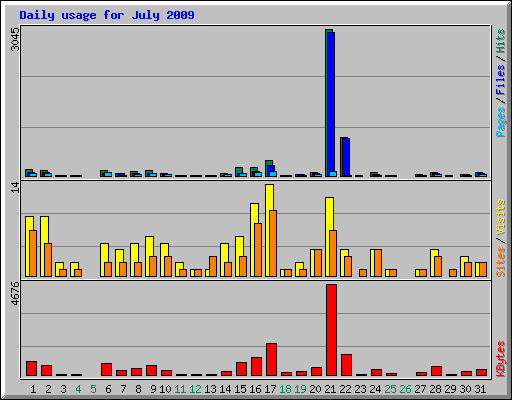 Daily usage for July 2009
3045
Pages / Files / Hits
14
Sites / Visits
4676
KBytes
1 2 3 4 5 6 7 8 9 10 11 12 13 14 15 16 17 18 19 20 21 22 23 24 25 26 27 28 29 30 31